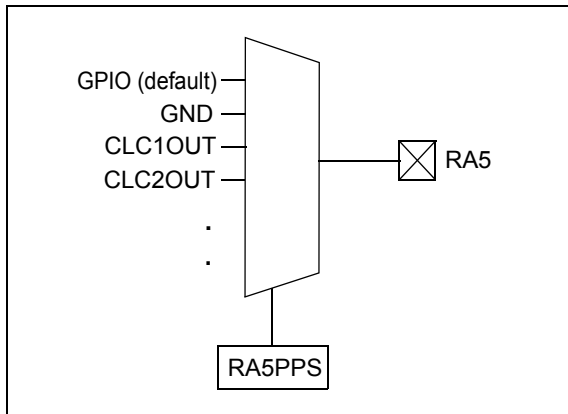 GPIO (default)
GND
CLC1OUT
CLC2OUT
.
.
RA5
RA5PPS